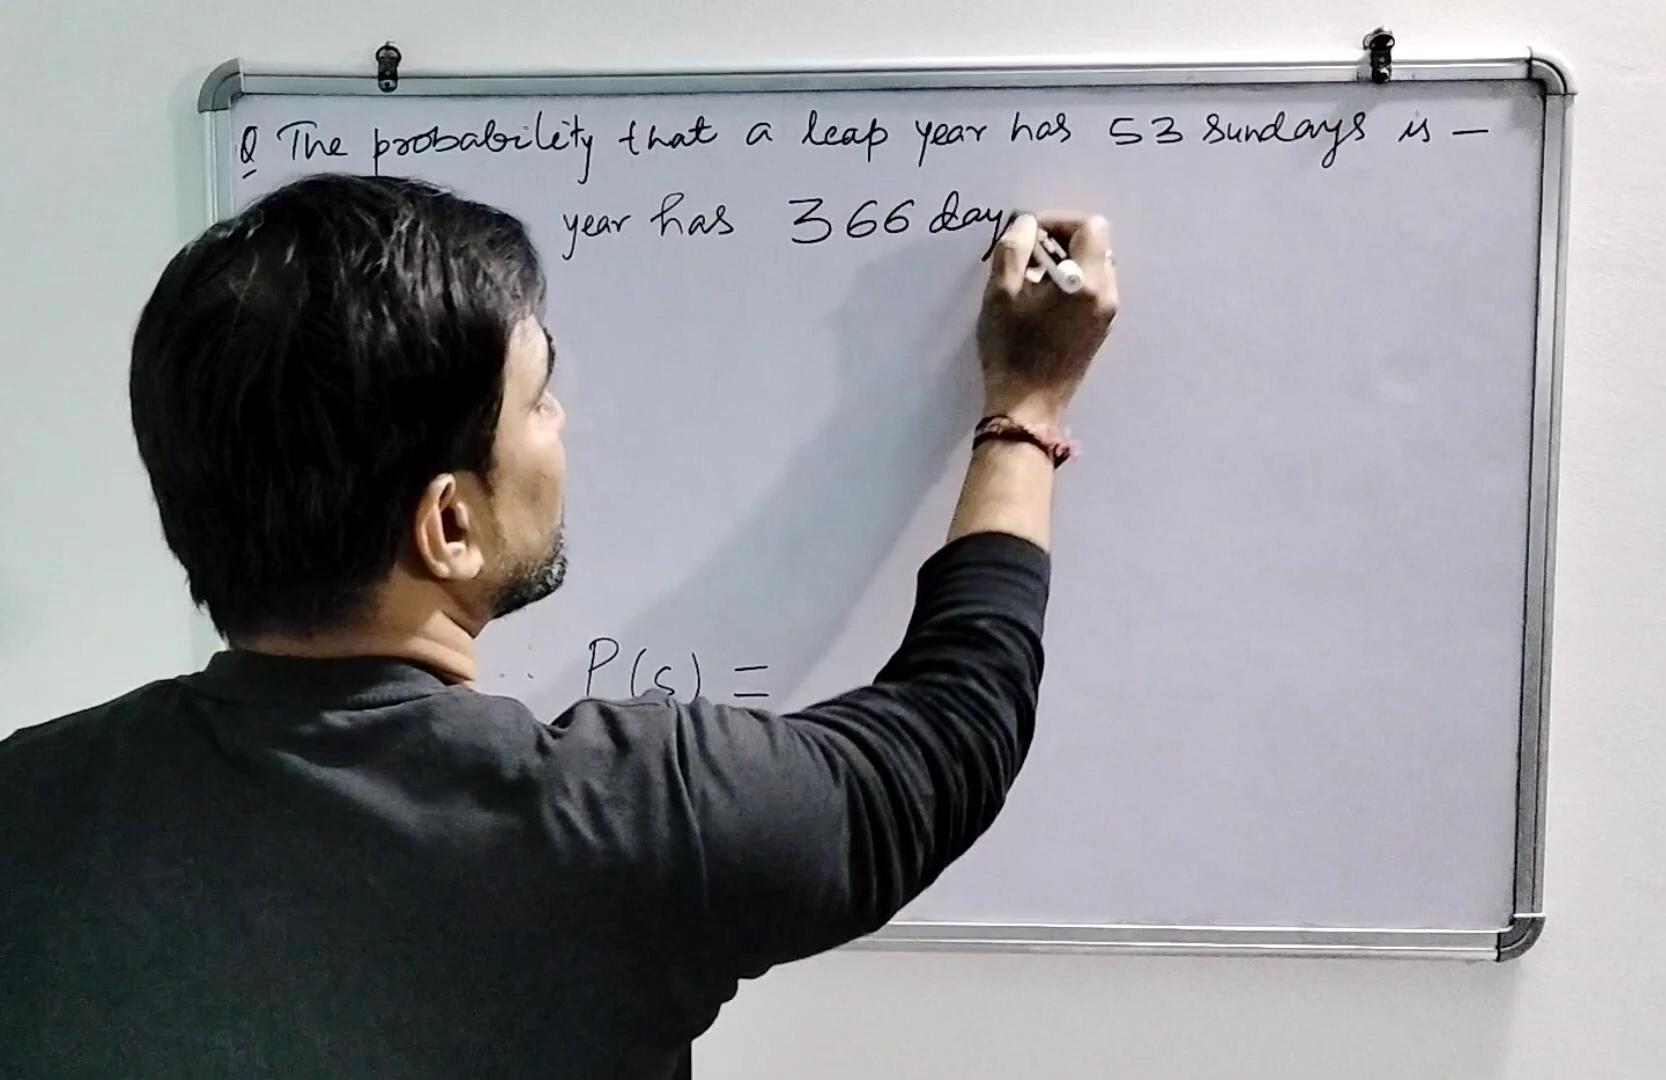 Q The probability that a leap year has 53 sundays is —
year has 366 day
∴ P(s) =